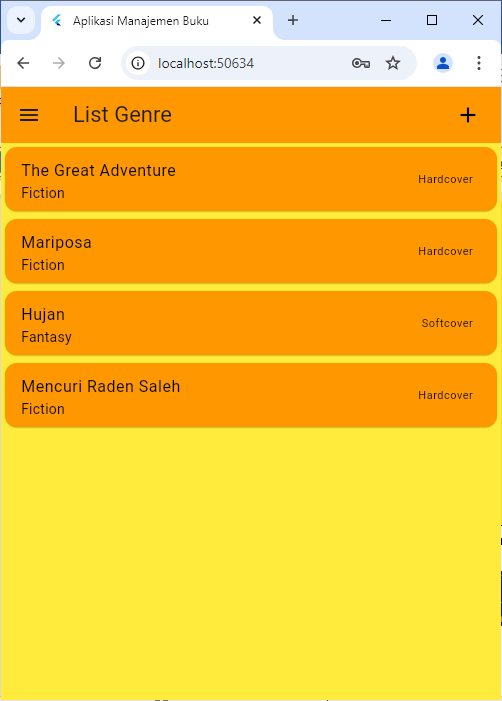 Aplikasi Manajemen Buku
localhost:50634
List Genre
The Great Adventure
Fiction
Hardcover
Mariposa
Fiction
Hardcover
Hujan
Fantasy
Softcover
Mencuri Raden Saleh
Fiction
Hardcover